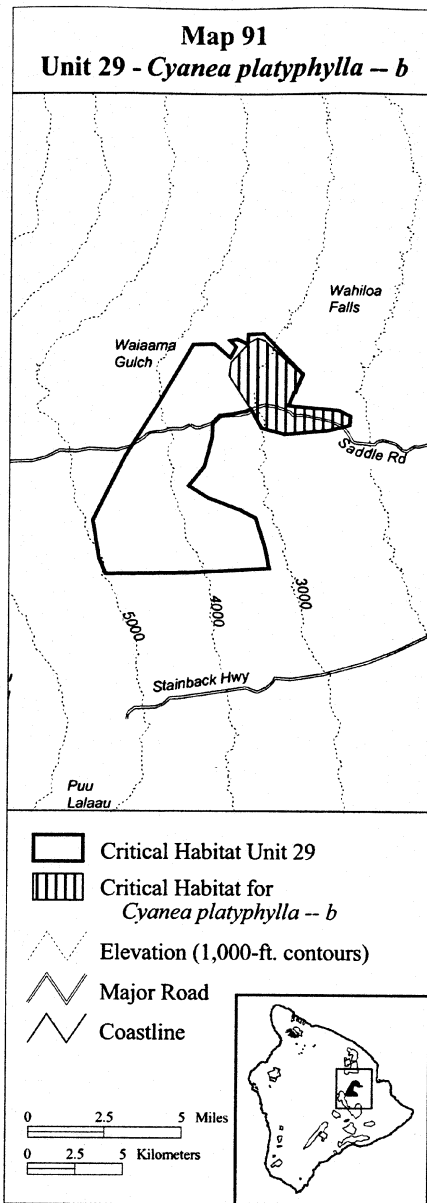 Map 91
Unit 29 - Cyanea platyphylla -- b
Wahiloa
Falls
Waiaama
Gulch
Saddle Rd
5000
4000
3000
Stainback Hwy
Puu
Lalaau
Critical Habitat Unit 29
Critical Habitat for
Cyanea platyphylla -- b
Elevation (1,000-ft. contours)
Major Road
Coastline
0 2.5 5 Miles
0 2.5 5 Kilometers